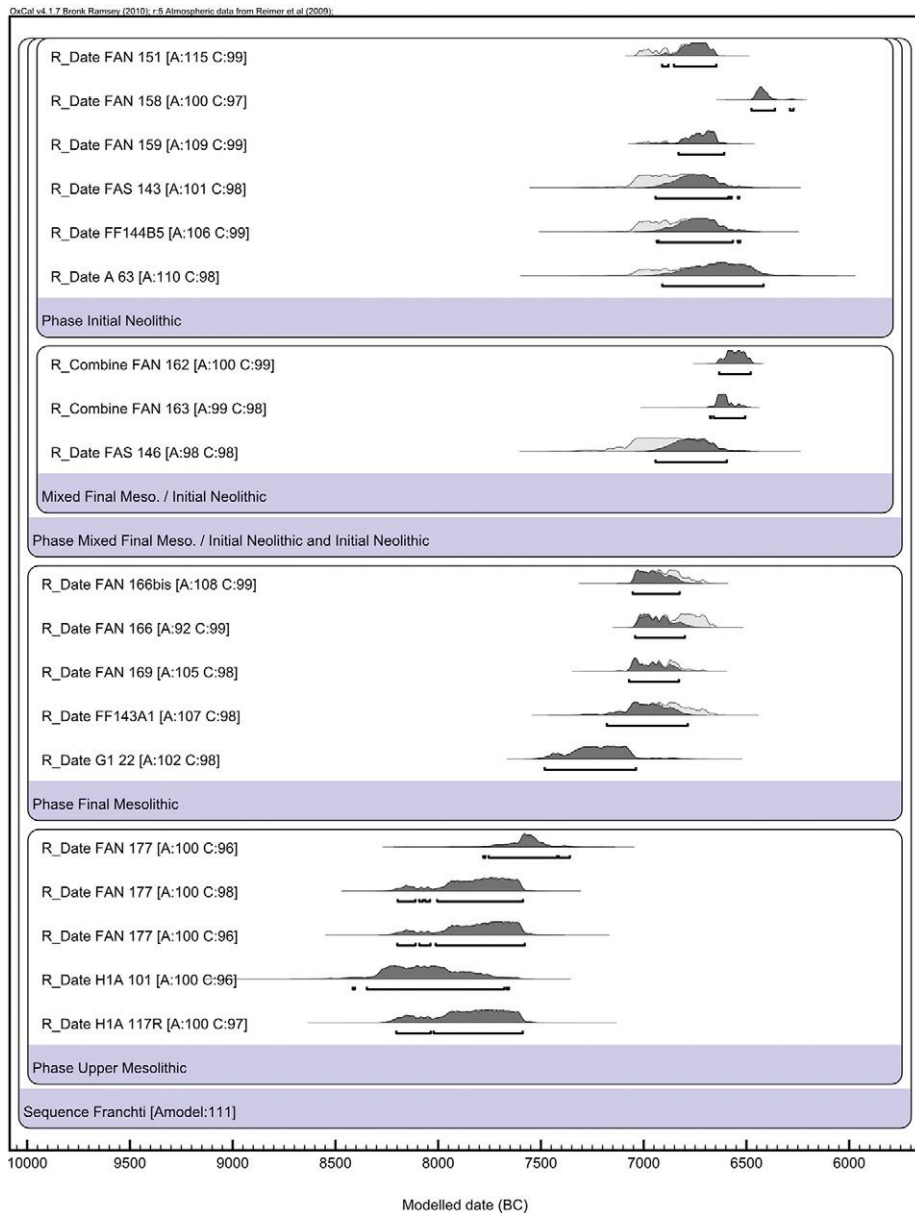 OxCal v4.1.7 Bronk Ramsey (2010); r:5 Atmospheric data from Reimer et al (2009);
R_Date FAN 151 [A:115 C:99]
R_Date FAN 158 [A:100 C:97]
R_Date FAN 159 [A:109 C:99]
R_Date FAS 143 [A:101 C:98]
R_Date FF144B5 [A:106 C:99]
R_Date A 63 [A:110 C:98]
Phase Initial Neolithic
R_Combine FAN 162 [A:100 C:99]
R_Combine FAN 163 [A:99 C:98]
R_Date FAS 146 [A:98 C:98]
Mixed Final Meso. / Initial Neolithic
Phase Mixed Final Meso. / Initial Neolithic and Initial Neolithic
R_Date FAN 166bis [A:108 C:99]
R_Date FAN 166 [A:92 C:99]
R_Date FAN 169 [A:105 C:98]
R_Date FF143A1 [A:107 C:98]
R_Date G1 22 [A:102 C:98]
Phase Final Mesolithic
R_Date FAN 177 [A:100 C:96]
R_Date FAN 177 [A:100 C:98]
R_Date FAN 177 [A:100 C:96]
R_Date H1A 101 [A:100 C:96]
R_Date H1A 117R [A:100 C:97]
Phase Upper Mesolithic
Sequence Franchti [Amodel:111]
10000 9500 9000 8500 8000 7500 7000 6500 6000
Modelled date (BC)